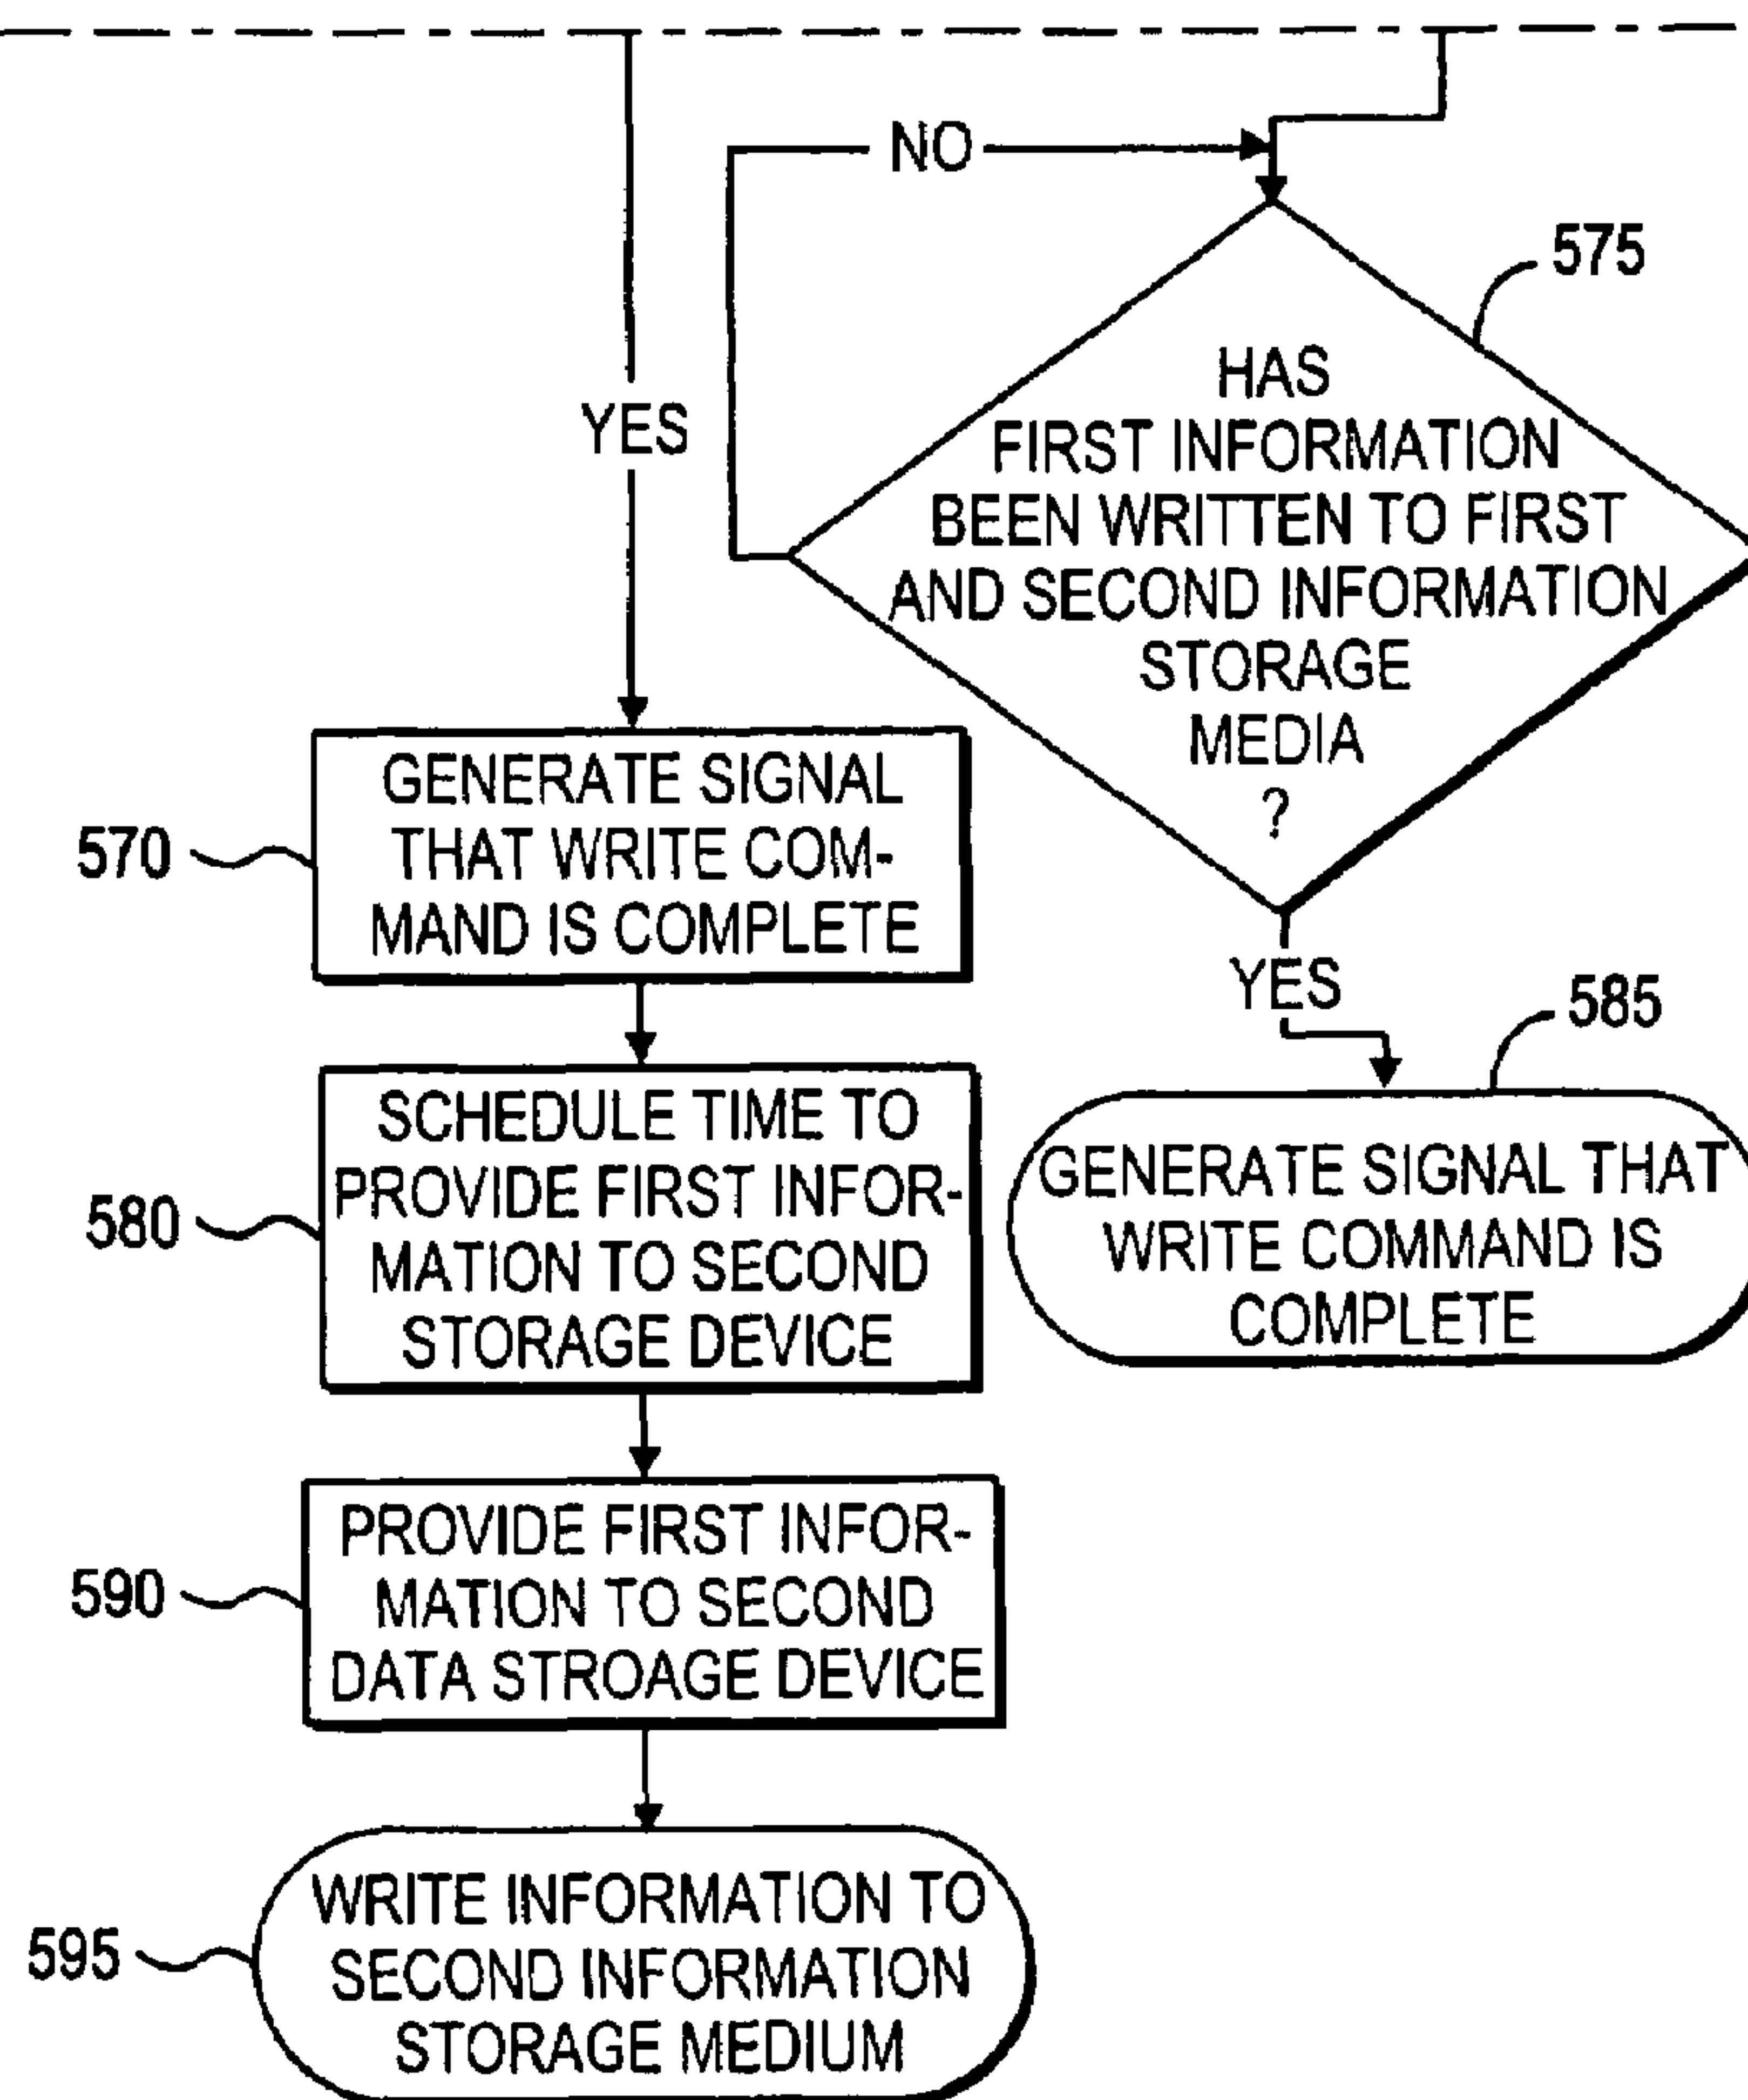 NO
575
HAS
FIRST INFORMATION
BEEN WRITTEN TO FIRST
AND SECOND INFORMATION
STORAGE
MEDIA
?
YES
YES
570
GENERATE SIGNAL
THAT WRITE COM-
MAND IS COMPLETE
585
GENERATE SIGNAL THAT
WRITE COMMAND IS
COMPLETE
580
SCHEDULE TIME TO
PROVIDE FIRST INFOR-
MATION TO SECOND
STORAGE DEVICE
590
PROVIDE FIRST INFOR-
MATION TO SECOND
DATA STROAGE DEVICE
595
WRITE INFORMATION TO
SECOND INFORMATION
STORAGE MEDIUM